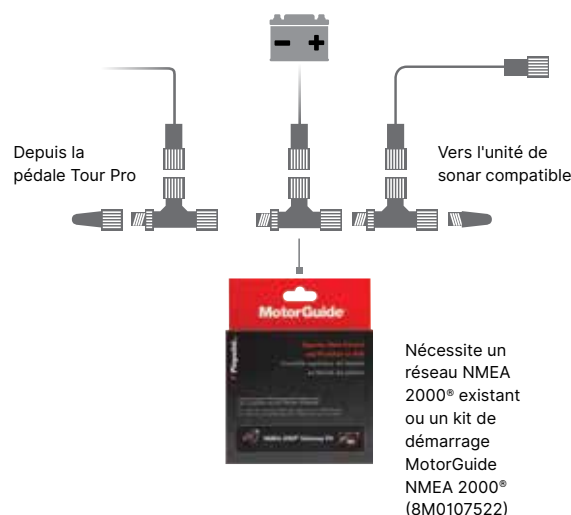 Depuis la
pédale Tour Pro
Vers l'unité de
sonar compatible
MotorGuide
Nécessite un
réseau NMEA
2000® existant
ou un kit de
démarrage
MotorGuide
NMEA 2000®
(8M0107522)